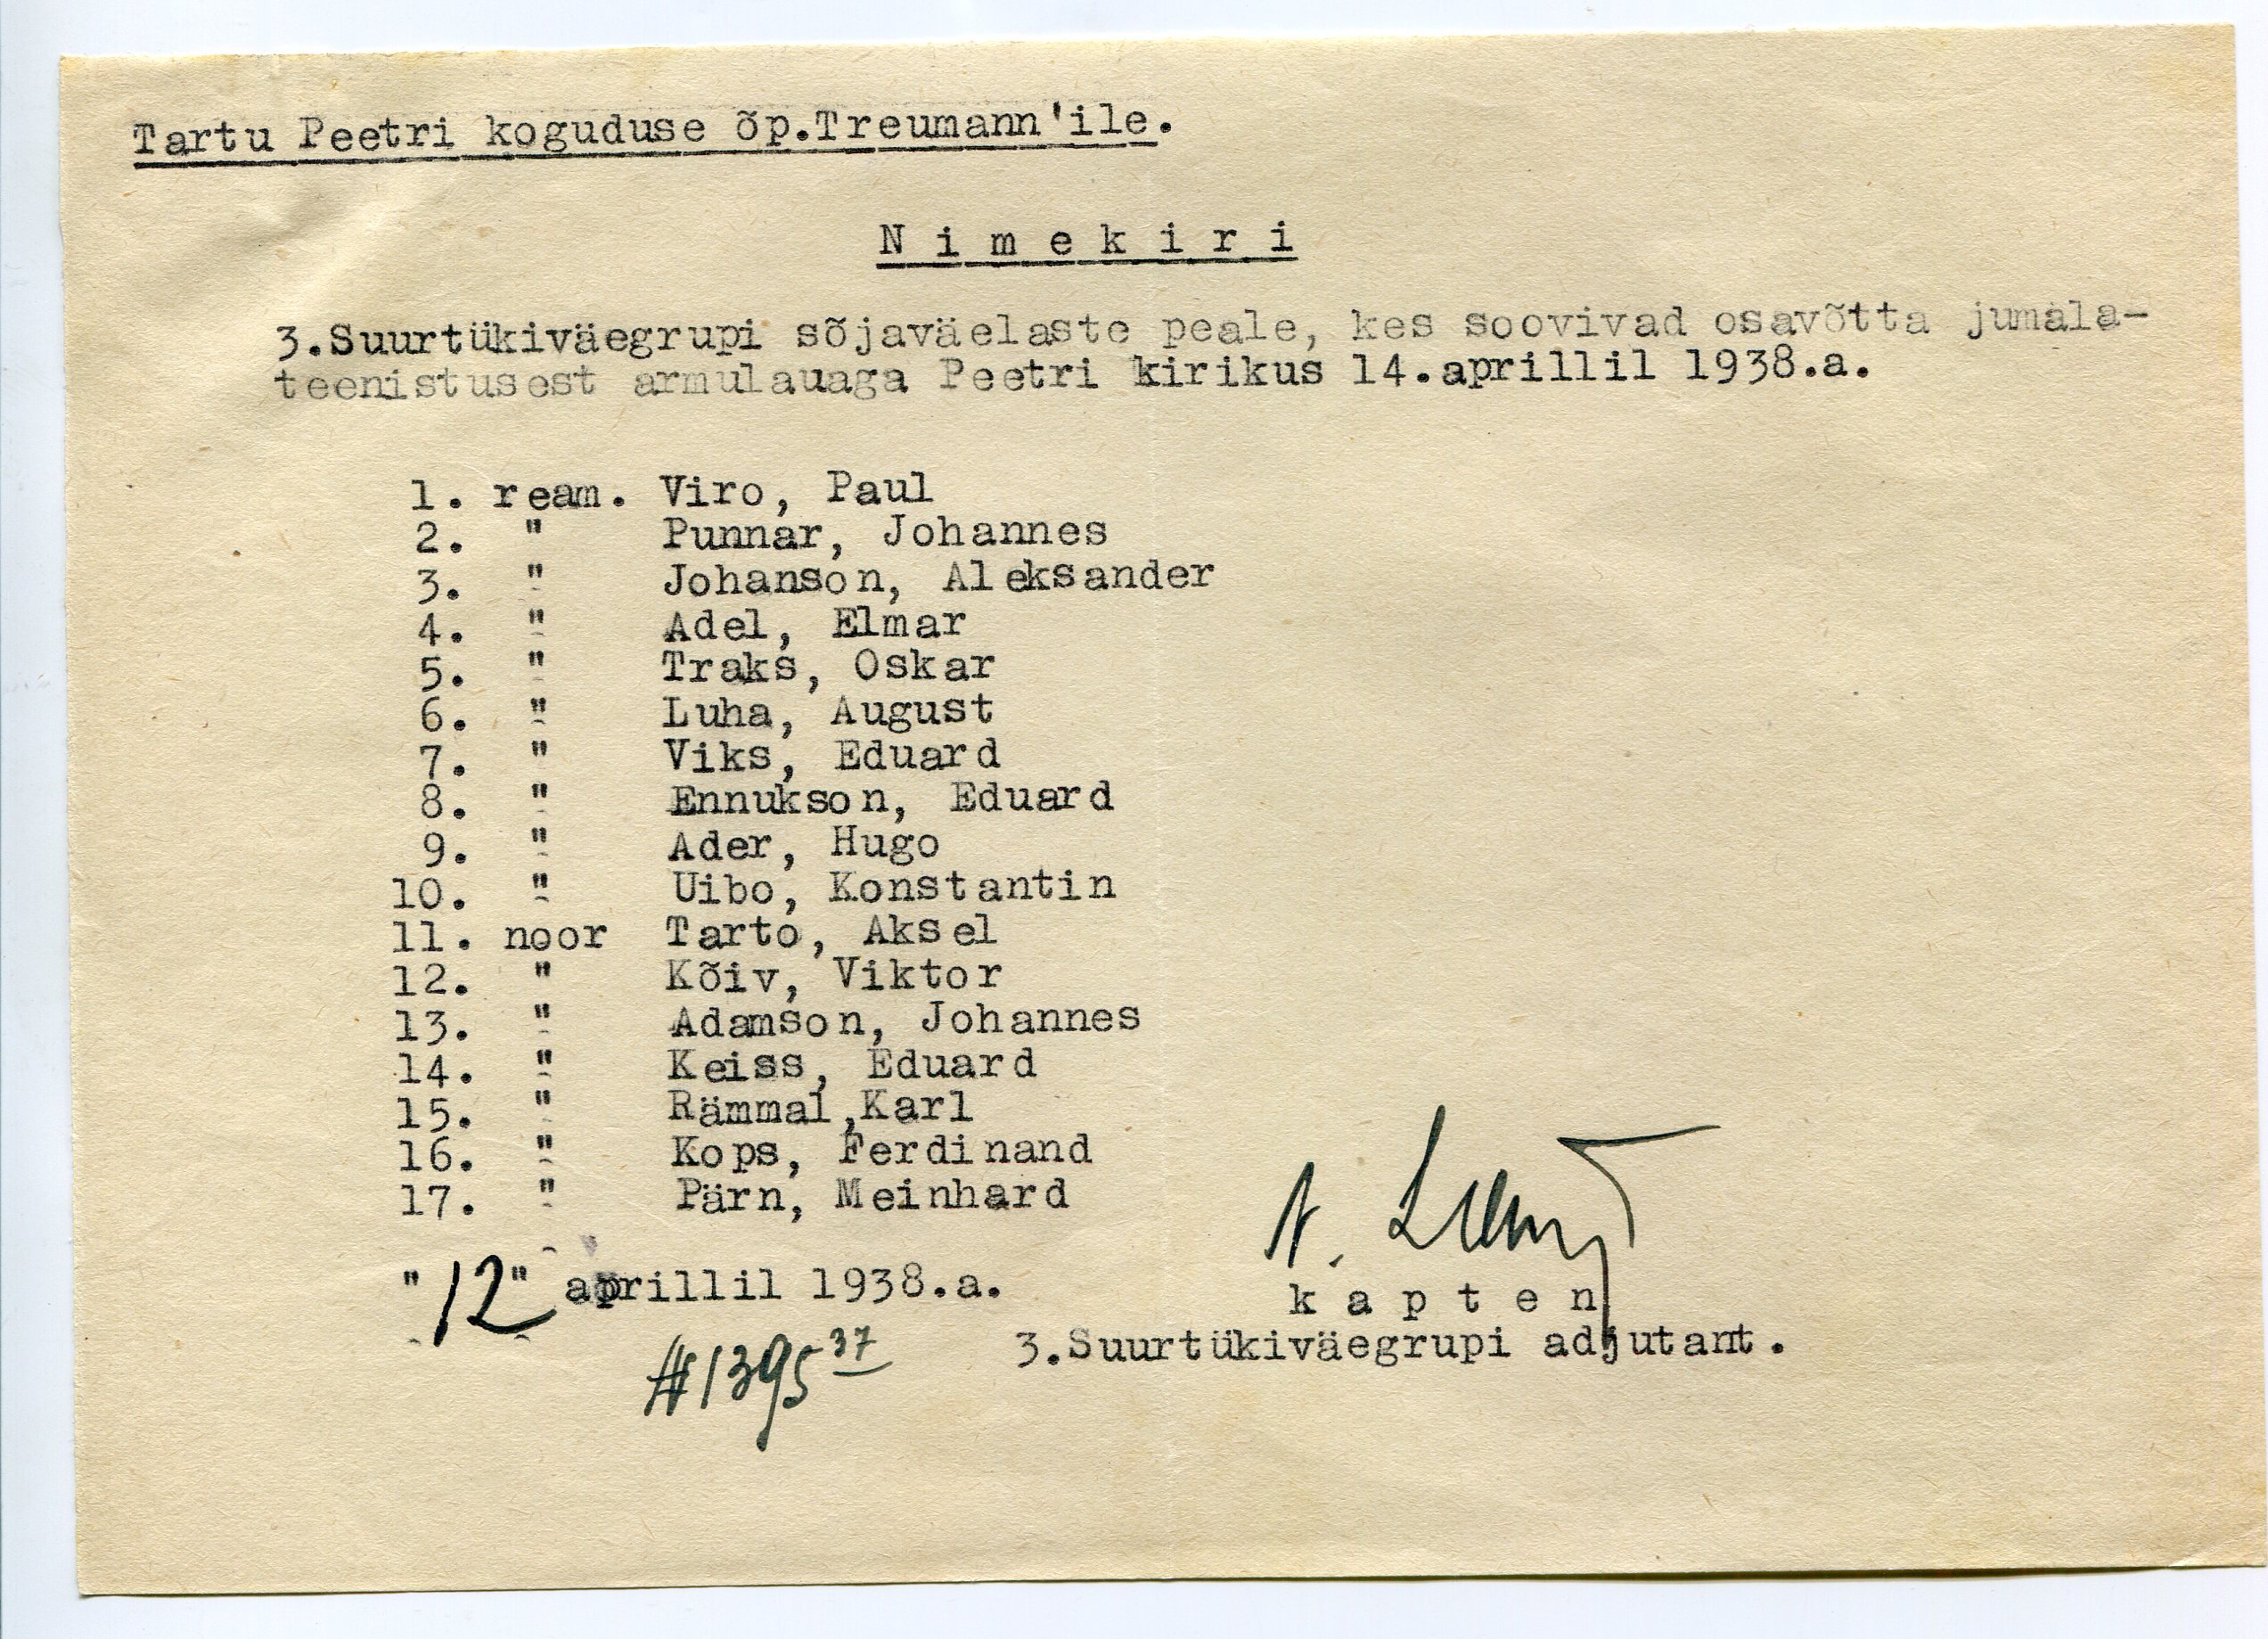 Tartu Peetri koguduse õp.Treumann'ile.
N i m e k i r i
3.Suurtükiväegrupi sõjaväelaste peale, kes soovivad osavõtta jumala-
teenistusest armulauaga Peetri kirikus 14.aprillil 1938.a.
1. ream. Viro, Paul
2. " Punnar, Johannes
3. " Johanson, Aleksander
4. " Adel, Elmar
5. " Traks, Oskar
6. " Luha, August
7. " Viks, Eduard
8. " Ennukson, Eduard
9. " Ader, Hugo
10. " Uibo, Konstantin
11. noor Tarto, Aksel
12. " Kõiv, Viktor
13. " Adamson, Johannes
14. " Keiss, Eduard
15. " Rämmal,Karl
16. " Kops, Ferdinand
17. " Pärn, Meinhard
"12" aprillil 1938.a.
k a p t e n
3.Suurtükiväegrupi adjutant.
#1395 37